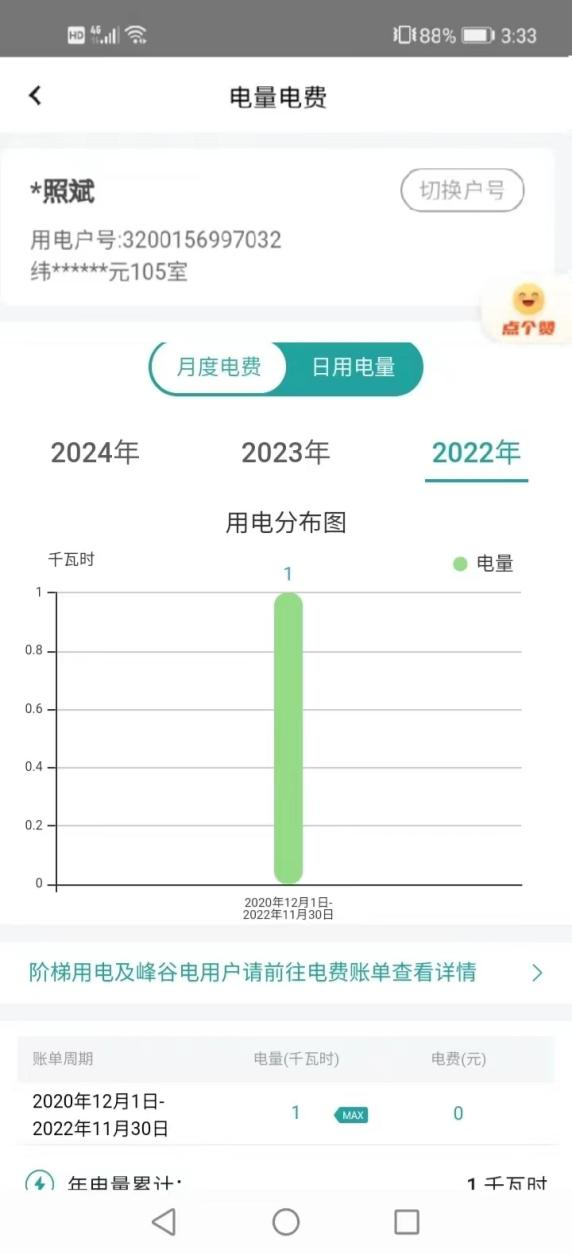 HD 4G 88% 3:33
电量电费
*照斌
切换户号
用电户号:3200156997032
纬******元105室
点个赞
月度电费 日用电量
2024年 2023年 2022年
用电分布图
千瓦时
电量
1
1
0.8
0.6
0.4
0.2
0
2020年12月1日-
2022年11月30日
阶梯用电及峰谷电用户请前往电费账单查看详情
账单周期 电量(千瓦时) 电费(元)
2020年12月1日-
2022年11月30日
1 MAX 0
年电量累计: 1 千瓦时